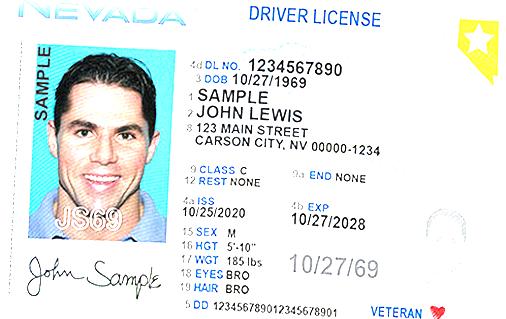 NEVADA
DRIVER LICENSE
SAMPLE
4d DL NO. 1234567890
3 DOB 10/27/1969
1 SAMPLE
2 JOHN LEWIS
8 123 MAIN STREET
CARSON CITY, NV 00000-1234
9 CLASS C
9a END NONE
12 REST NONE
4a ISS
10/25/2020
4b EXP
10/27/2028
15 SEX M
16 HGT 5'-10"
17 WGT 185 lbs
18 EYES BRO
19 HAIR BRO
10/27/69
JS69
John Sample
5 DD 123456789012345678901
VETERAN